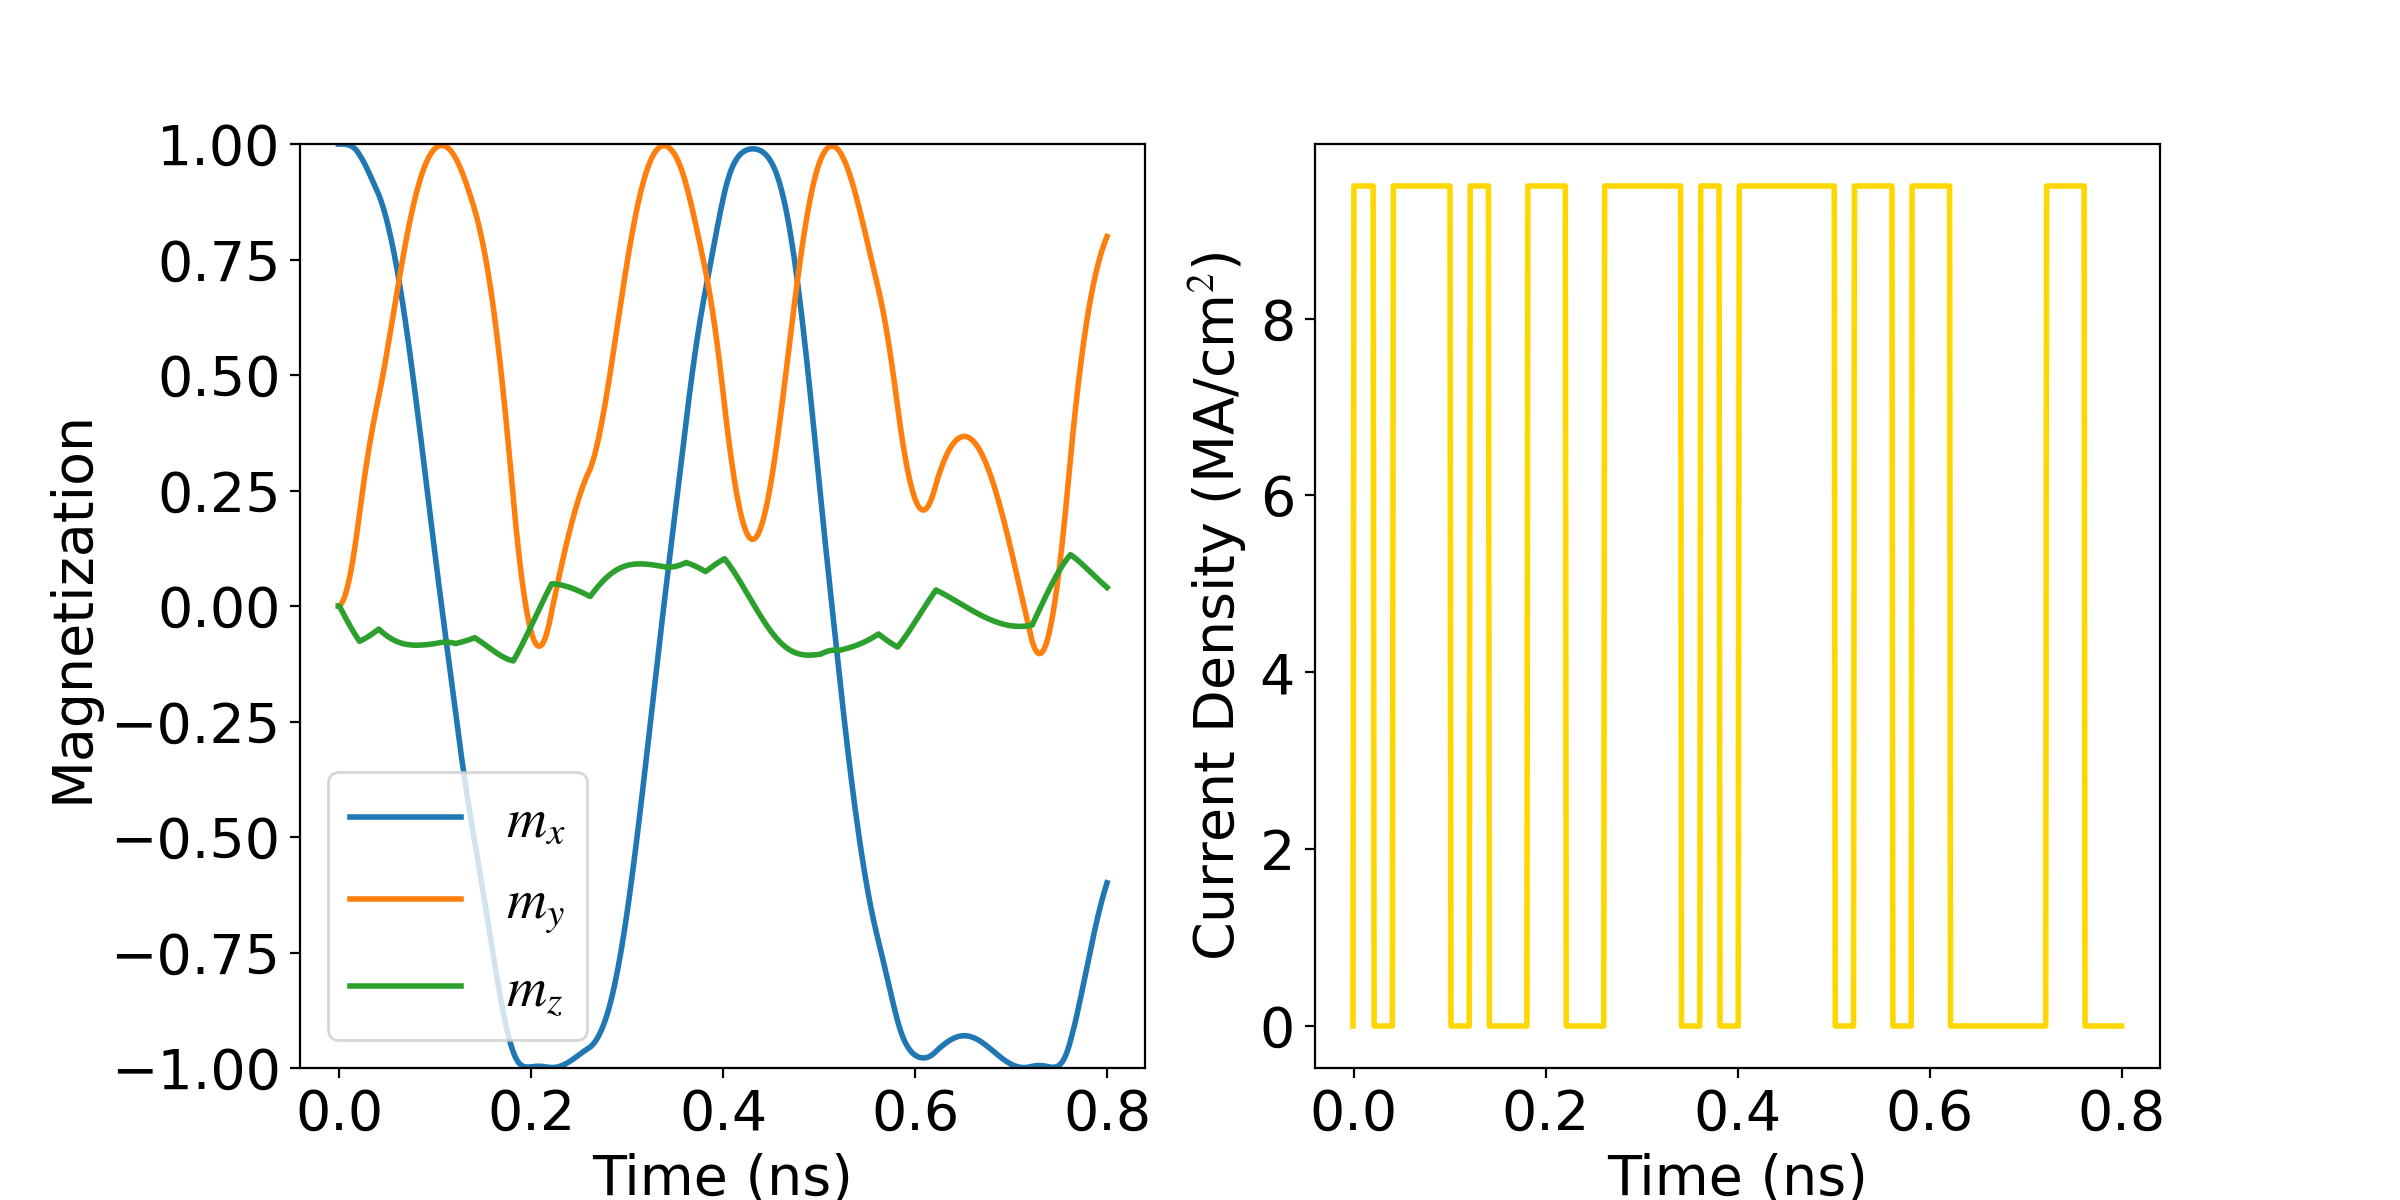 Magnetization
1.00
0.75
0.50
0.25
0.00
−0.25
−0.50
−0.75
−1.00
m_x
m_y
m_z
0.0 0.2 0.4 0.6 0.8
Time (ns)
Current Density (MA/cm²)
8
6
4
2
0
0.0 0.2 0.4 0.6 0.8
Time (ns)